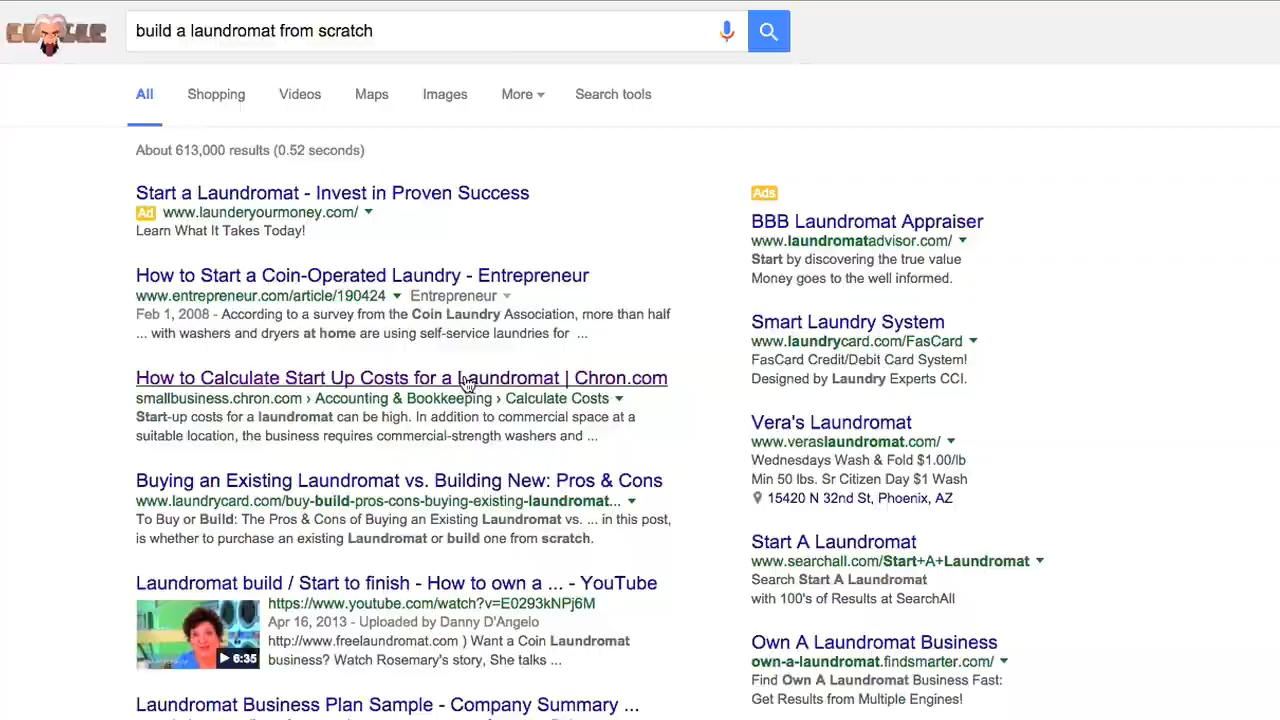 build a laundromat from scratch
All Shopping Videos Maps Images More Search tools
About 613,000 results (0.52 seconds)
Start a Laundromat - Invest in Proven Success
Ad www.launderyourmoney.com/
Learn What It Takes Today!
How to Start a Coin-Operated Laundry - Entrepreneur
www.entrepreneur.com/article/190424 Entrepreneur
Feb 1, 2008 - According to a survey from the Coin Laundry Association, more than half
... with washers and dryers at home are using self-service laundries for ...
How to Calculate Start Up Costs for a Laundromat | Chron.com
smallbusiness.chron.com › Accounting & Bookkeeping › Calculate Costs
Start-up costs for a laundromat can be high. In addition to commercial space at a
suitable location, the business requires commercial-strength washers and ...
Buying an Existing Laundromat vs. Building New: Pros & Cons
www.laundrycard.com/buy-build-pros-cons-buying-existing-laundromat...
To Buy or Build: The Pros & Cons of Buying an Existing Laundromat vs. ... in this post,
is whether to purchase an existing Laundromat or build one from scratch.
Laundromat build / Start to finish - How to own a ... - YouTube
https://www.youtube.com/watch?v=E0293kNPj6M
Apr 16, 2013 - Uploaded by Danny D'Angelo
http://www.freelaundromat.com ) Want a Coin Laundromat
business? Watch Rosemary's story, She talks ...
6:35
Laundromat Business Plan Sample - Company Summary ...
Ads
BBB Laundromat Appraiser
www.laundromatadvisor.com/
Start by discovering the true value
Money goes to the well informed.
Smart Laundry System
www.laundrycard.com/FasCard
FasCard Credit/Debit Card System!
Designed by Laundry Experts CCI.
Vera's Laundromat
www.veraslaundromat.com/
Wednesdays Wash & Fold $1.00/lb
Min 50 lbs. Sr Citizen Day $1 Wash
15420 N 32nd St, Phoenix, AZ
Start A Laundromat
www.searchall.com/Start+A+Laundromat
Search Start A Laundromat
with 100's of Results at SearchAll
Own A Laundromat Business
own-a-laundromat.findsmarter.com/
Find Own A Laundromat Business Fast:
Get Results from Multiple Engines!